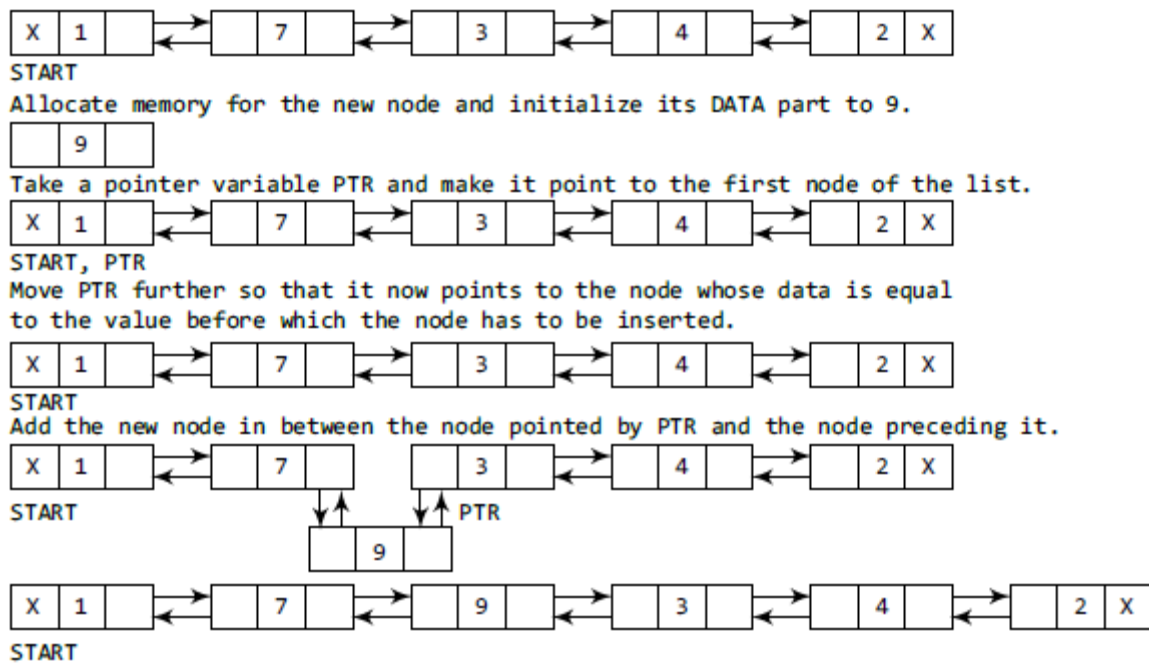 X 1 7 3 4 2 X
START
Allocate memory for the new node and initialize its DATA part to 9.
9
Take a pointer variable PTR and make it point to the first node of the list.
X 1 7 3 4 2 X
START, PTR
Move PTR further so that it now points to the node whose data is equal
to the value before which the node has to be inserted.
X 1 7 3 4 2 X
START
Add the new node in between the node pointed by PTR and the node preceding it.
X 1 7 3 4 2 X
START PTR
9
X 1 7 9 3 4 2 X
START